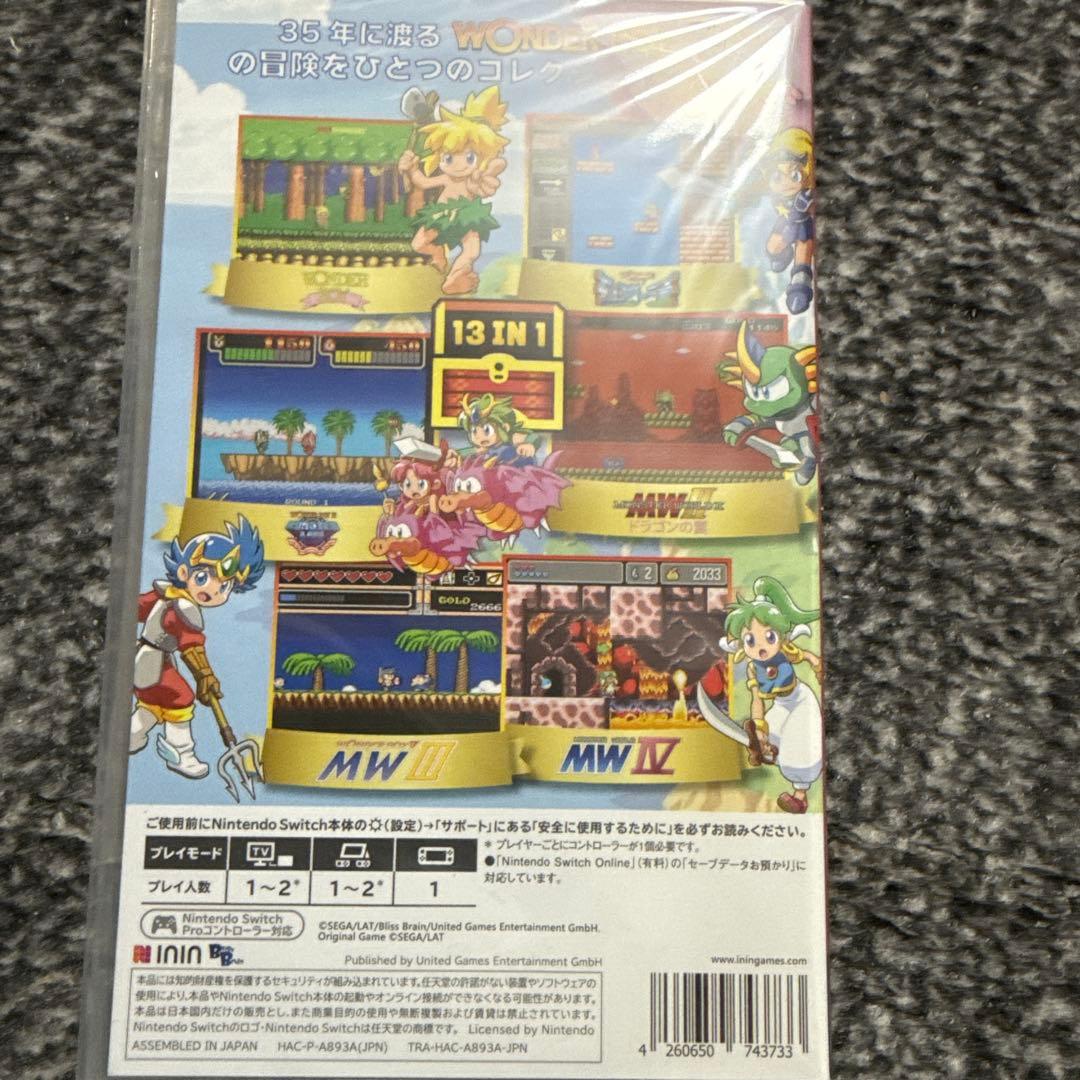 35年に渡る WONDER
の冒険をひとつのコレク
WONDER
13 IN 1
1150
450
ROUND 1
MW II
ドラゴンの罠
GOLD
2666
2
2033
MW III
MW IV
ご使用前にNintendo Switch本体の(設定)→「サポート」にある「安全に使用するために」を必ずお読みください。
プレイモード
TV
プレイ人数
1～2*
1～2*
1
* プレイヤーごとにコントローラーが1個必要です。
●「Nintendo Switch Online」(有料)の「セーブデータお預かり」に
対応しています。
Nintendo Switch
Proコントローラー対応
©SEGA/LAT/Bliss Brain/United Games Entertainment GmbH.
Original Game ©SEGA/LAT
ININ
Published by United Games Entertainment GmbH
www.iningames.com
本品には知的財産権を保護するセキュリティが組み込まれています。任天堂の許諾がない装置やソフトウェアの
使用により、本品やNintendo Switch本体の起動やオンライン接続ができなくなる可能性があります。
本品は日本国内だけの販売とし、また商業目的の使用や無断複製および賃貸は禁止されています。
Nintendo Switchのロゴ・Nintendo Switchは任天堂の商標です。 Licensed by Nintendo
ASSEMBLED IN JAPAN HAC-P-A893A(JPN) TRA-HAC-A893A-JPN
4 260650 743733